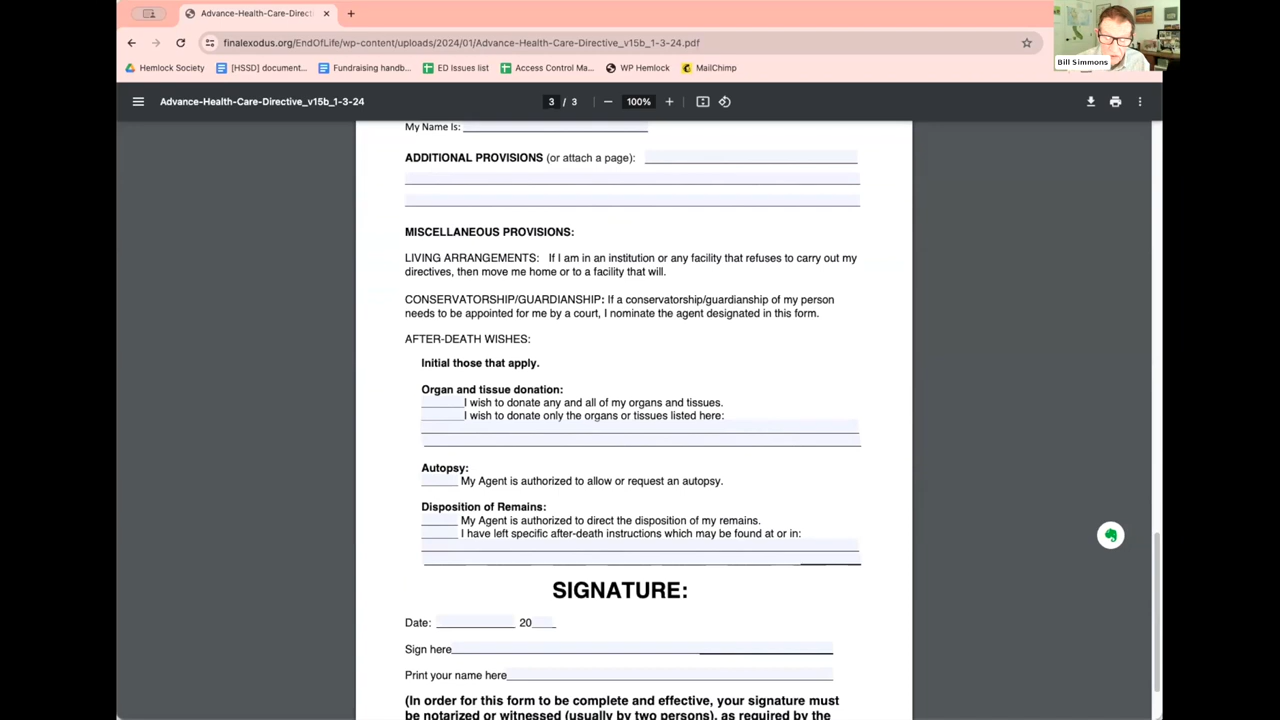 Advance-Health-Care-Directi
finalexodus.org/EndOfLife/wp-content/uploads/2024/01/Advance-Health-Care-Directive_v15b_1-3-24.pdf
Hemlock Society
[HSSD] document...
Fundraising handb...
ED Issues list
Access Control Ma...
WP Hemlock
MailChimp
Bill Simmons
Advance-Health-Care-Directive_v15b_1-3-24
3 / 3
100%
My Name is:
ADDITIONAL PROVISIONS (or attach a page):
MISCELLANEOUS PROVISIONS:
LIVING ARRANGEMENTS: If I am in an institution or any facility that refuses to carry out my
directives, then move me home or to a facility that will.
CONSERVATORSHIP/GUARDIANSHIP: If a conservatorship/guardianship of my person
needs to be appointed for me by a court, I nominate the agent designated in this form.
AFTER-DEATH WISHES:
Initial those that apply.
Organ and tissue donation:
I wish to donate any and all of my organs and tissues.
I wish to donate only the organs or tissues listed here:
Autopsy:
My Agent is authorized to allow or request an autopsy.
Disposition of Remains:
My Agent is authorized to direct the disposition of my remains.
I have left specific after-death instructions which may be found at or in:
SIGNATURE:
Date: 20
Sign here
Print your name here
(In order for this form to be complete and effective, your signature must
be notarized or witnessed (usually by two persons), as required by the